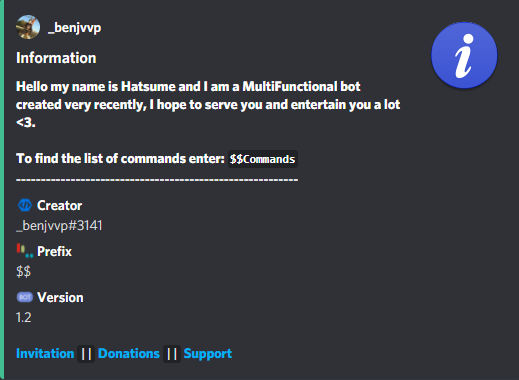 _benjvvp
Information
Hello my name is Hatsume and I am a MultiFunctional bot
created very recently, I hope to serve you and entertain you a lot
<3.
To find the list of commands enter: $$Commands
---------------------------------------------------------
Creator
_benjvvp#3141
Prefix
$$
BOT Version
1.2
Invitation || Donations || Support